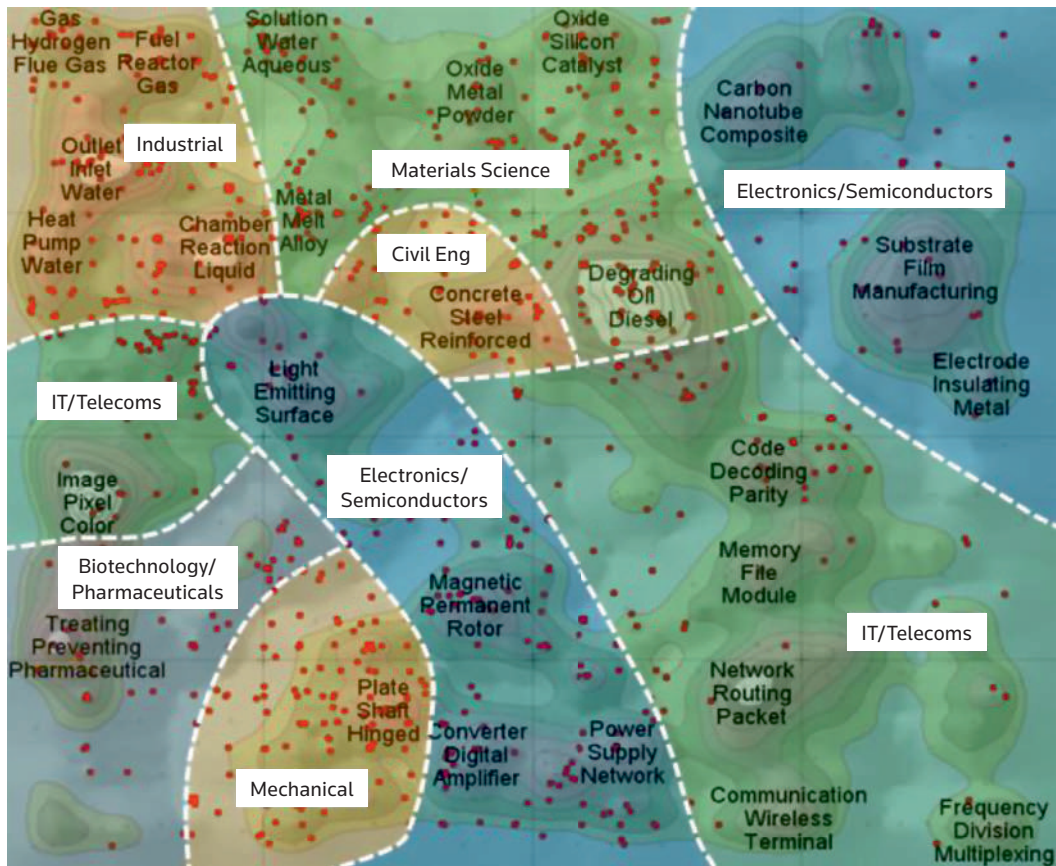 Gas
Hydrogen
Flue Gas
Fuel
Reactor
Gas
Solution
Water
Aqueous
Oxide
Metal
Powder
Oxide
Silicon
Catalyst
Carbon
Nanotube
Composite
Industrial
Outlet
Inlet
Water
Materials Science
Electronics/Semiconductors
Heat
Pump
Water
Chamber
Reaction
Liquid
Metal
Melt
Alloy
Civil Eng
Concrete
Steel
Reinforced
Degrading
Oil
Diesel
Substrate
Film
Manufacturing
Electrode
Insulating
Metal
Light
Emitting
Surface
IT/Telecoms
Image
Pixel
Color
Electronics/
Semiconductors
Code
Decoding
Parity
Biotechnology/
Pharmaceuticals
Memory
File
Module
Magnetic
Permanent
Rotor
Treating
Preventing
Pharmaceutical
IT/Telecoms
Plate
Shaft
Hinged
Network
Routing
Packet
Converter
Digital
Amplifier
Power
Supply
Network
Mechanical
Communication
Wireless
Terminal
Frequency
Division
Multiplexing